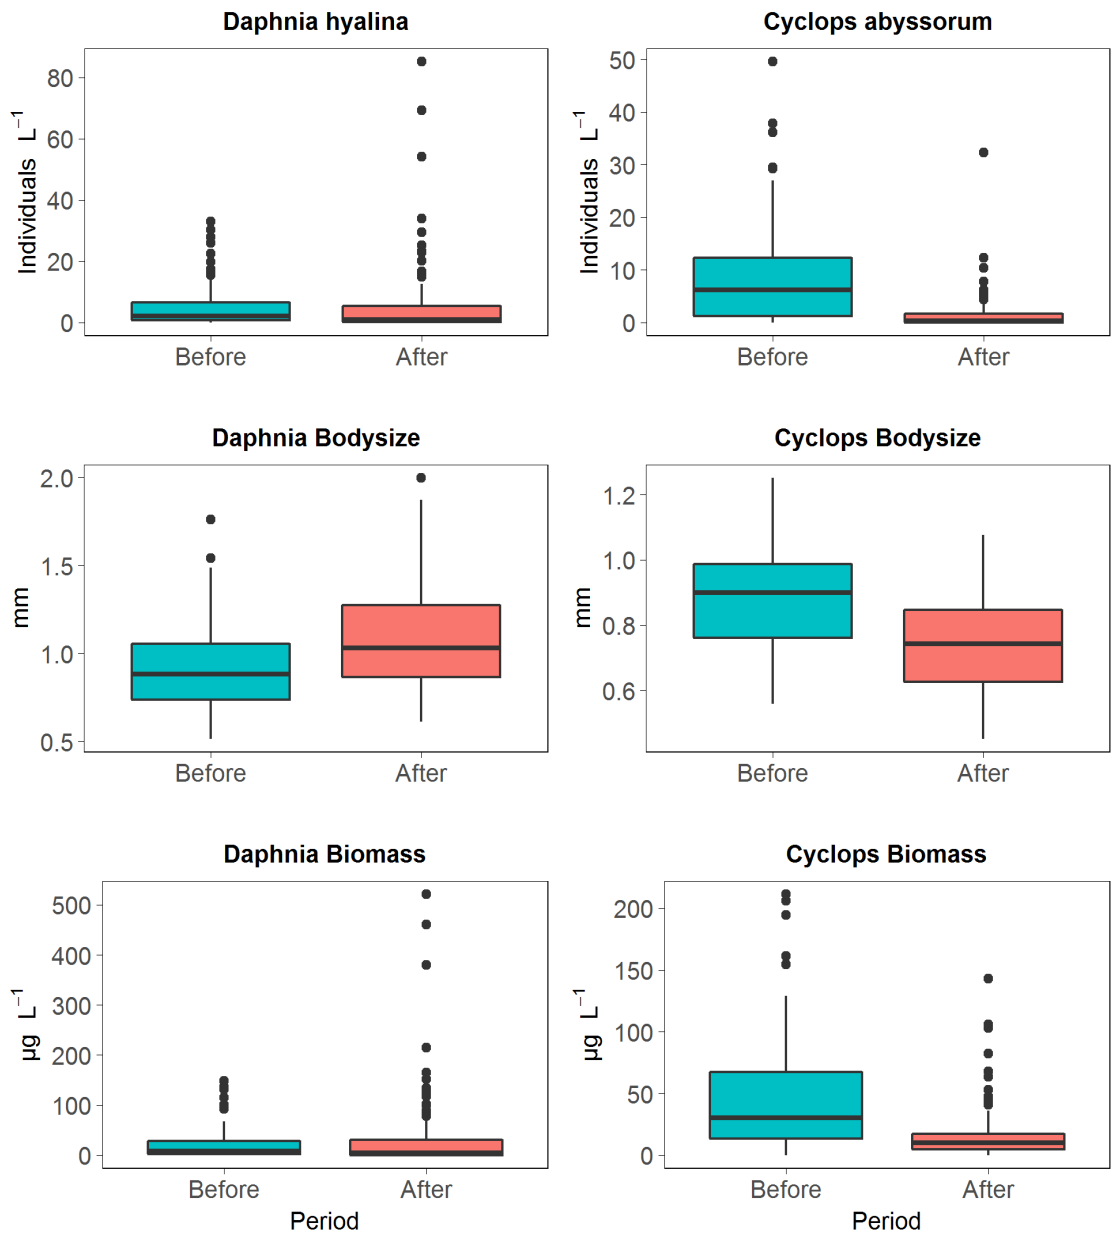 Daphnia hyalina
Individuals L⁻¹
80
60
40
20
0
Before After
Cyclops abyssorum
Individuals L⁻¹
50
40
30
20
10
0
Before After
Daphnia Bodysize
mm
2.0
1.5
1.0
0.5
Before After
Cyclops Bodysize
mm
1.2
1.0
0.8
0.6
Before After
Daphnia Biomass
µg L⁻¹
500
400
300
200
100
0
Before After
Period
Cyclops Biomass
µg L⁻¹
200
150
100
50
0
Before After
Period